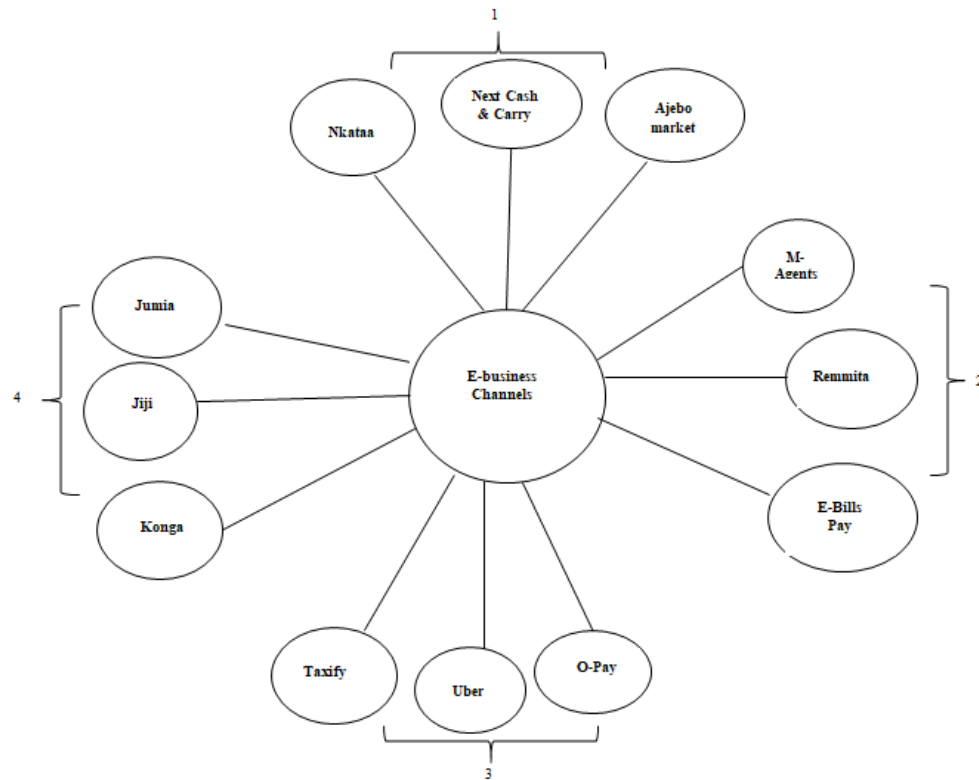 1
Nkataa
Next Cash
& Carry
Ajebo
market
M-
Agents
Remmita
2
E-Bills
Pay
E-business
Channels
Jumia
Jiji
Konga
4
Taxify
Uber
O-Pay
3